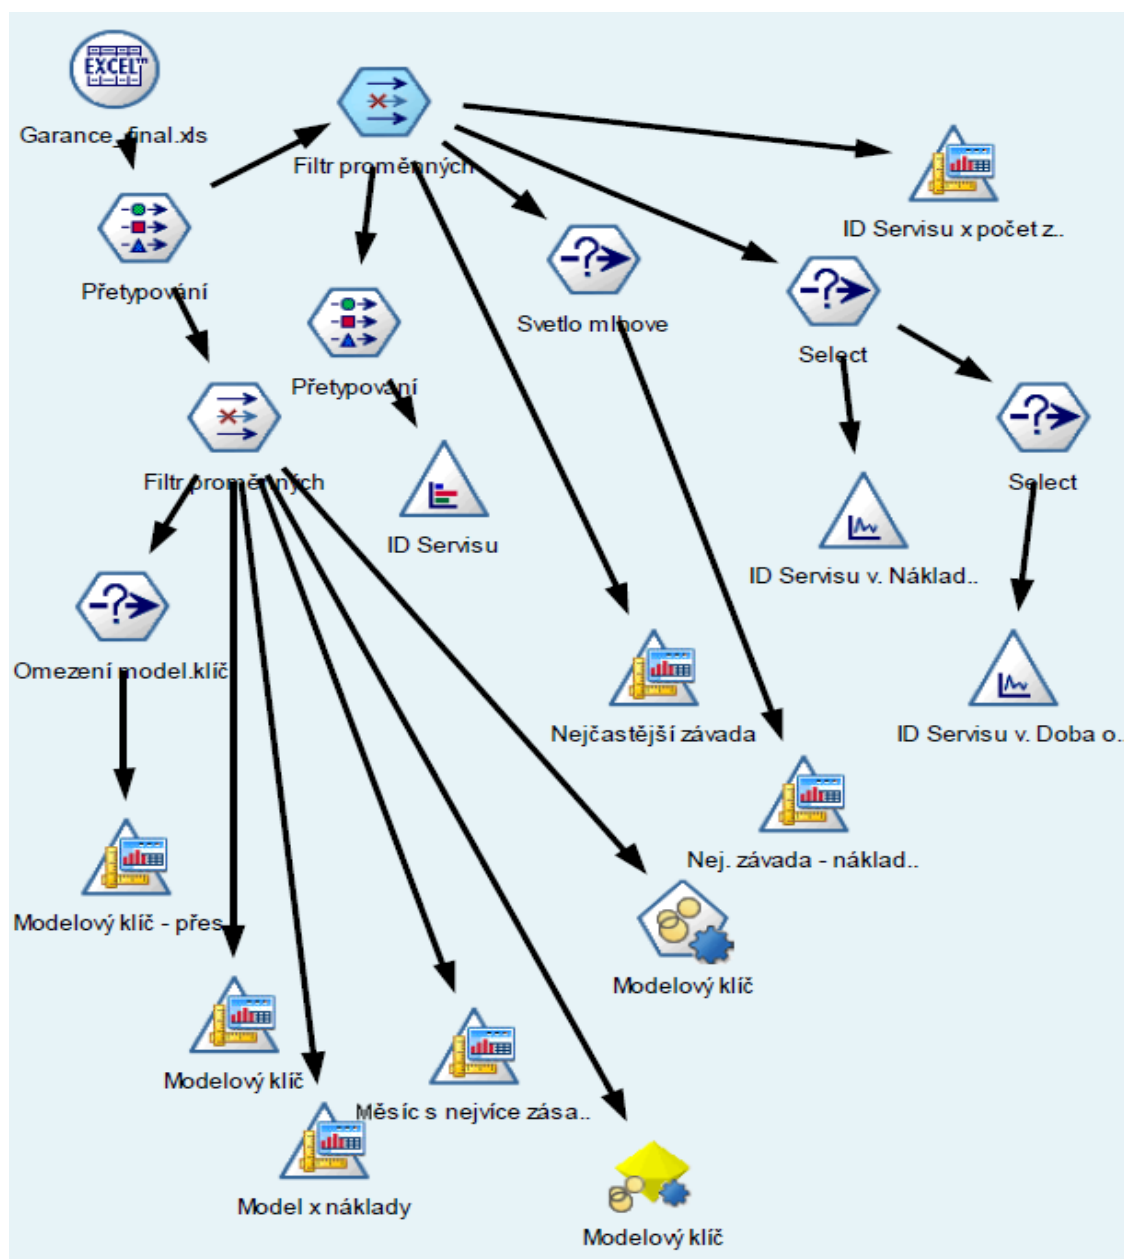 EXCEL™
Garance_final.xls
Filtr proměnných
ID Servisu x počet z..
Přetypování
Svetlo mlhove
Select
Přetypování
Select
Filtr proměnných
ID Servisu
ID Servisu v. Náklad..
Omezení model.klíč
Nejčastější závada
ID Servisu v. Doba o..
Nej. závada - náklad..
Modelový klíč - přes
Modelový klíč
Modelový klíč
Měsíc s nejvíce zása..
Model x náklady
Modelový klíč